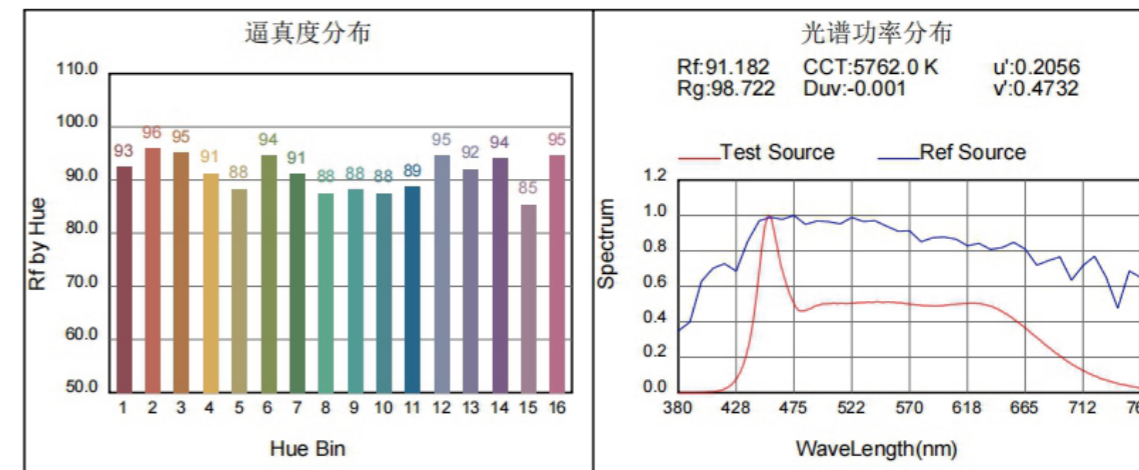 逼真度分布
110.0
100.0
90.0
80.0
70.0
60.0
50.0
Rf by Hue
93
96
95
91
88
94
91
88
88
88
89
95
92
94
85
95
1 2 3 4 5 6 7 8 9 10 11 12 13 14 15 16
Hue Bin
光谱功率分布
Rf:91.182 CCT:5762.0 K u':0.2056
Rg:98.722 Duv:-0.001 v':0.4732
Test Source Ref Source
1.2
1.0
0.8
0.6
0.4
0.2
0.0
Spectrum
380 428 475 522 570 618 665 712
WaveLength(nm)